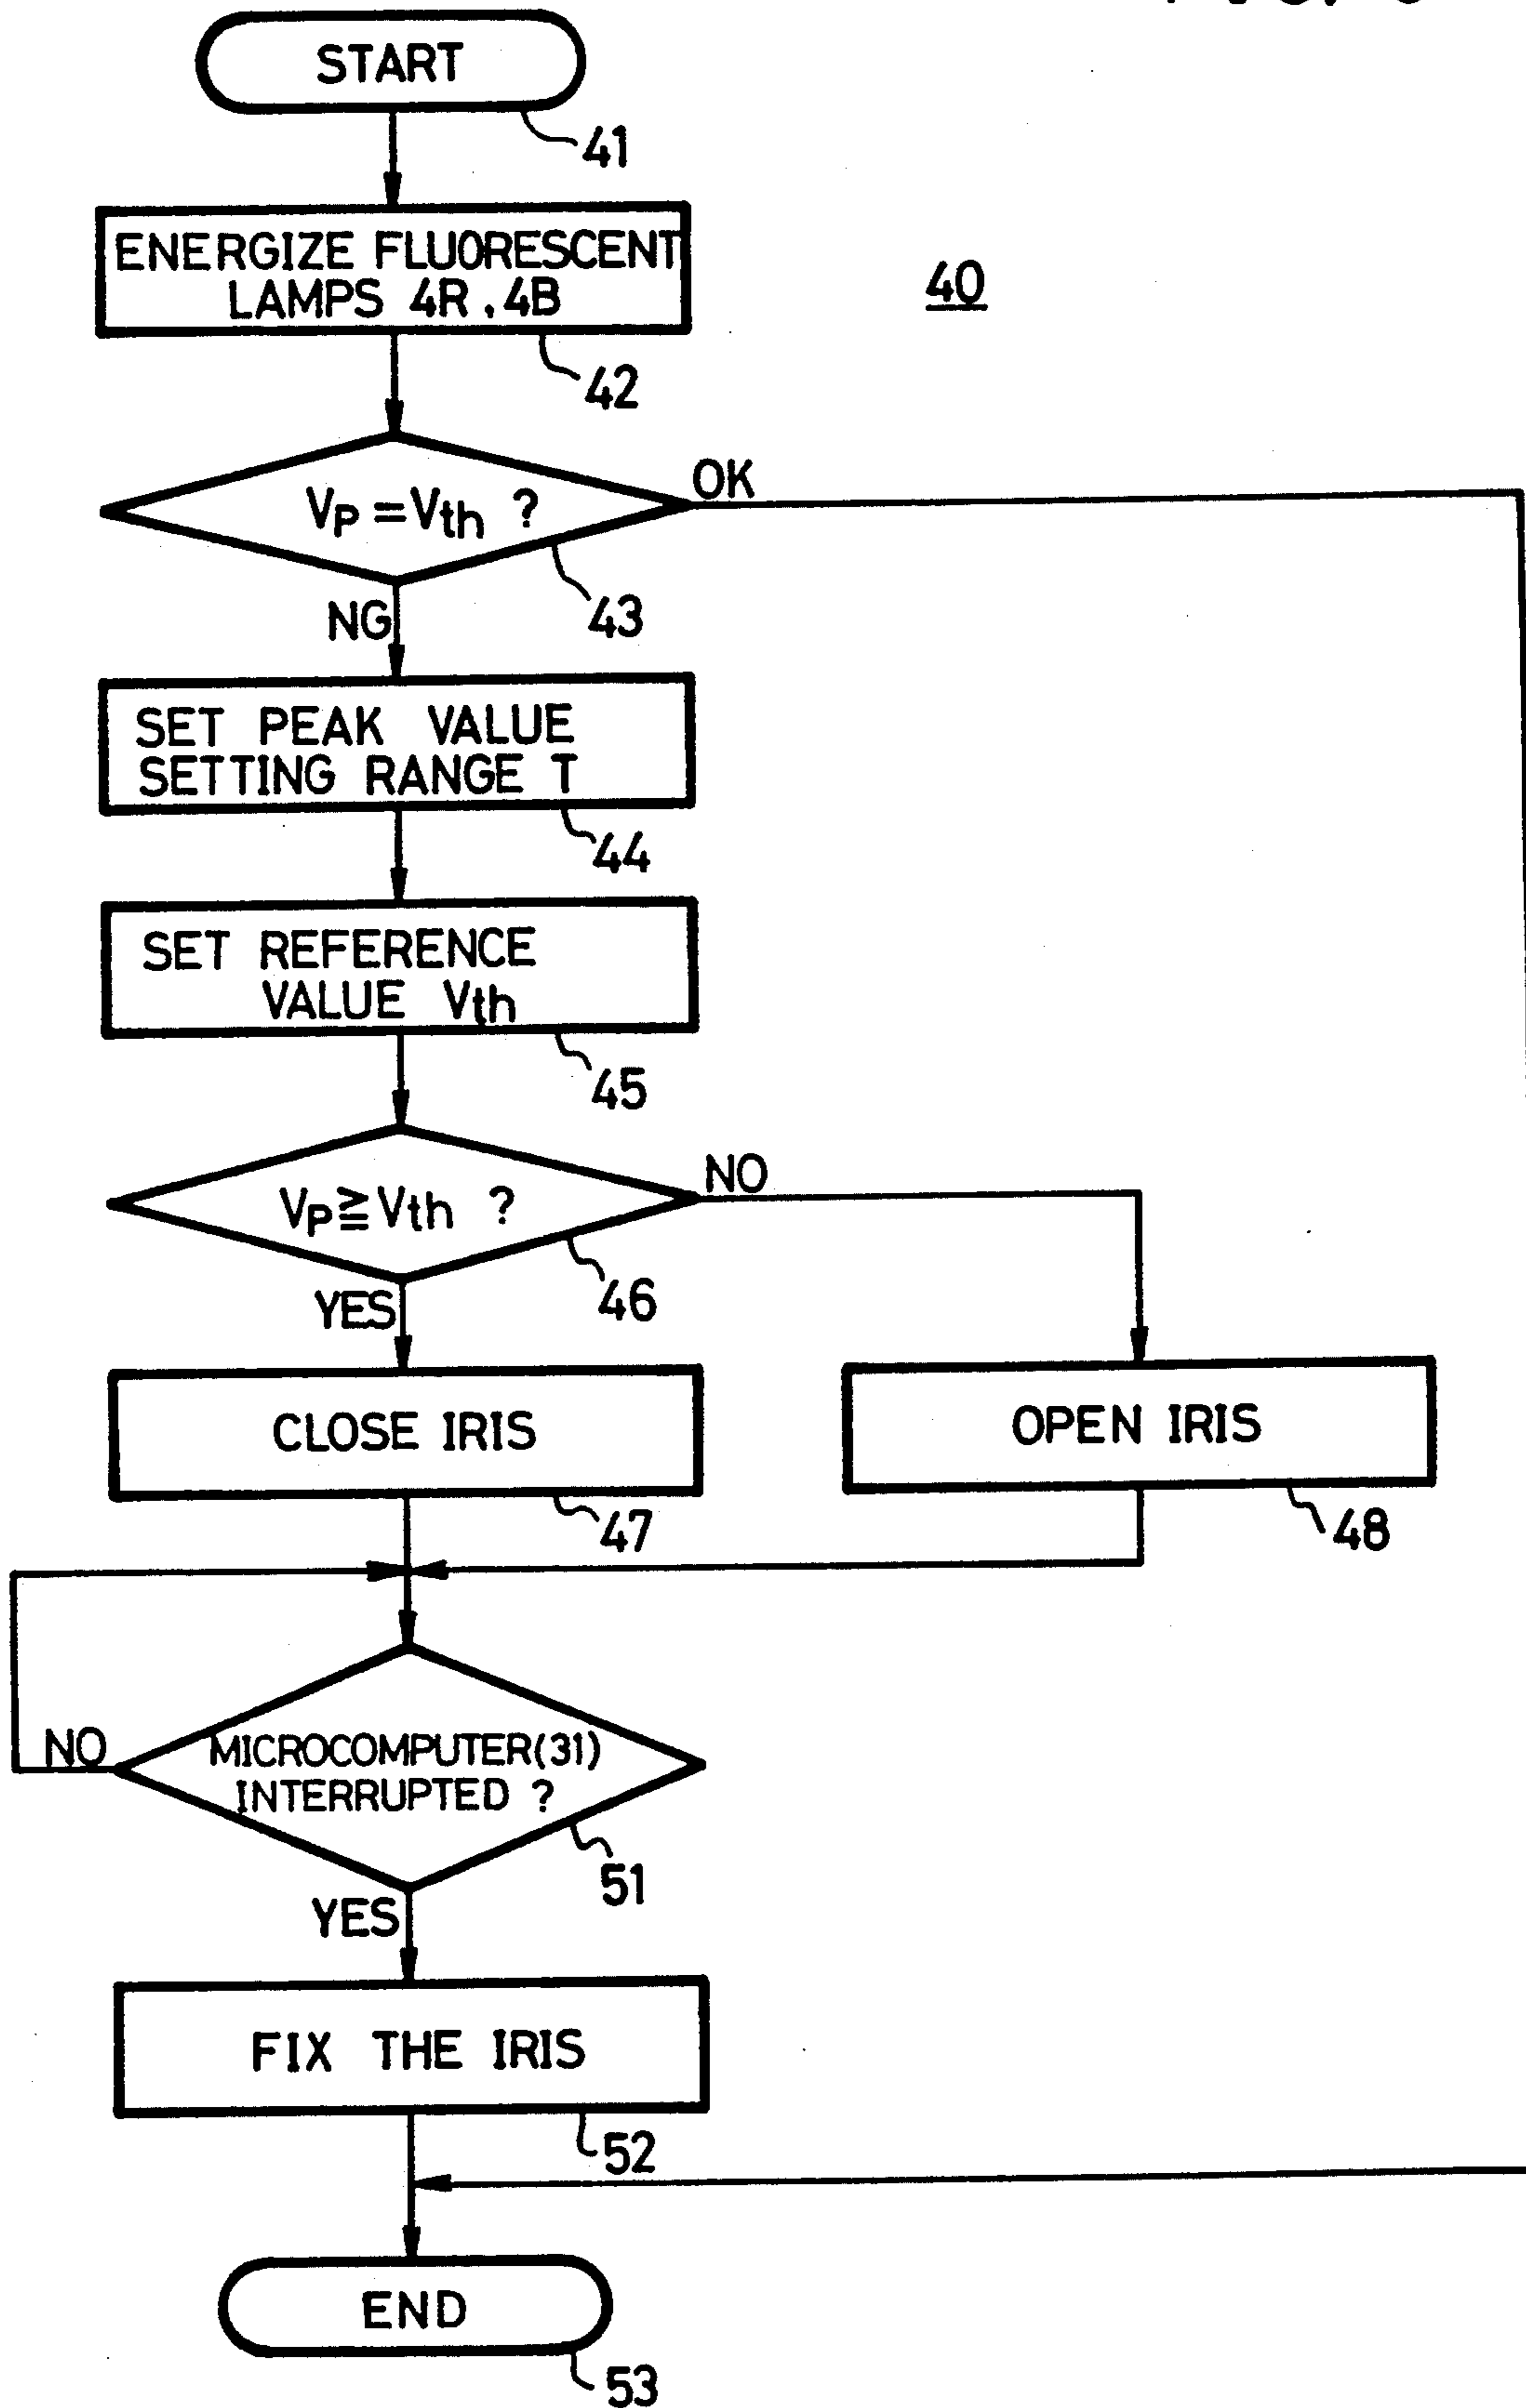 START
41
ENERGIZE FLUORESCENT
LAMPS 4R, 4B
40
42
VP = Vth ?
OK
43
NG
SET PEAK VALUE
SETTING RANGE T
44
SET REFERENCE
VALUE Vth
45
VP ≧ Vth ?
NO
46
YES
CLOSE IRIS
OPEN IRIS
47
48
NO
MICROCOMPUTER(31)
INTERRUPTED ?
51
YES
FIX THE IRIS
52
END
53